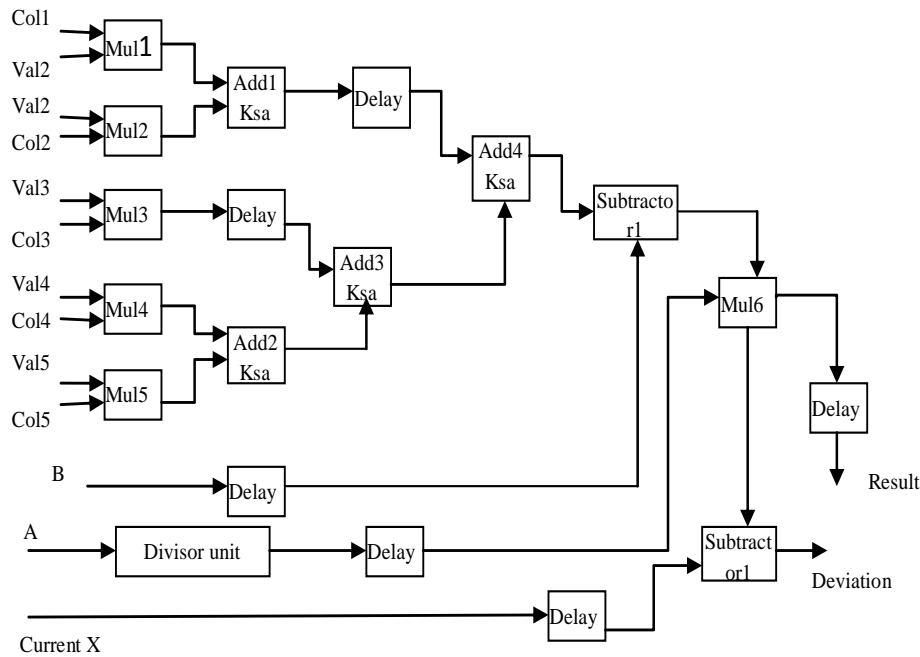 Col1
Val2
Mul1
Val2
Col2
Mul2
Add1
Ksa
Delay
Add4
Ksa
Val3
Col3
Mul3
Delay
Add3
Ksa
Subtracto
r1
Val4
Col4
Mul4
Val5
Col5
Mul5
Add2
Ksa
Mul6
Delay
Result
B
Delay
A
Divisor unit
Delay
Subtract
or1
Deviation
Current X
Delay